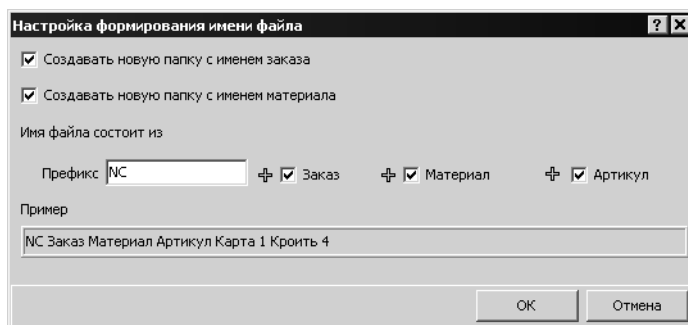 Настройка формирования имени файла
Создавать новую папку с именем заказа
Создавать новую папку с именем материала
Имя файла состоит из
Префикс NC Заказ Материал Артикул
Пример
NC Заказ Материал Артикул Карта 1 Кроить 4
OK Отмена